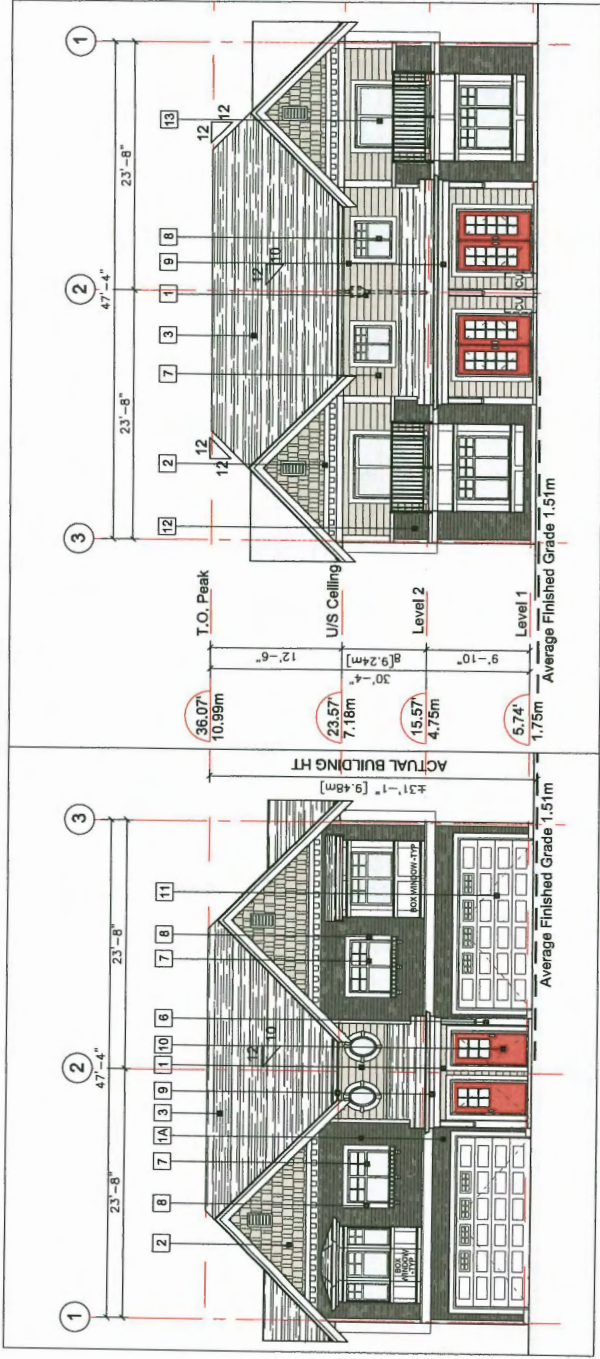 1
2
3
47'-4"
23'-8"
23'-8"
2
8
7
1A
3
9
1
10
6
7
8
11
12
10
BOX
WINDOW
-TYP
BOX WINDOW -TYP
Average Finished Grade 1.51m
ACTUAL BUILDING HT
±31'-1" [9.48m]
36.07'
10.99m
T.O. Peak
23.57'
7.18m
U/S Ceiling
15.57'
4.75m
Level 2
5.74'
1.75m
Level 1
12'-6"
8[9.24m]
30'-4"
9'-10"
Average Finished Grade 1.51m
3
2
1
47'-4"
23'-8"
23'-8"
12
2
7
3
1
9
8
13
12
12
12
10
12
12
CU
CU